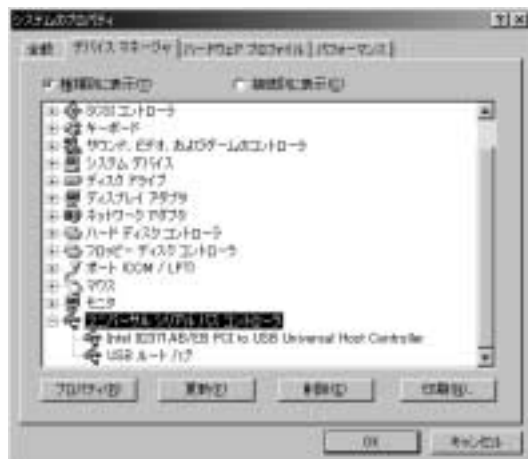 システムのプロパティ
全般 デバイス マネージャ ハードウェア プロファイル パフォーマンス
種類別に表示(T) 接続別に表示(C)
SCSI コントローラ
キーボード
サウンド、ビデオ、およびゲームのコントローラ
システム デバイス
ディスク ドライブ
ディスプレイ アダプタ
ネットワーク アダプタ
ハード ディスク コントローラ
フロッピー ディスク コントローラ
ポート (COM / LPT)
マウス
モニタ
ユニバーサル シリアル バス コントローラ
Intel 82371AB/EB PCI to USB Universal Host Controller
USB ルート ハブ
プロパティ(R) 更新(F) 削除(E) 印刷(N)...
OK キャンセル